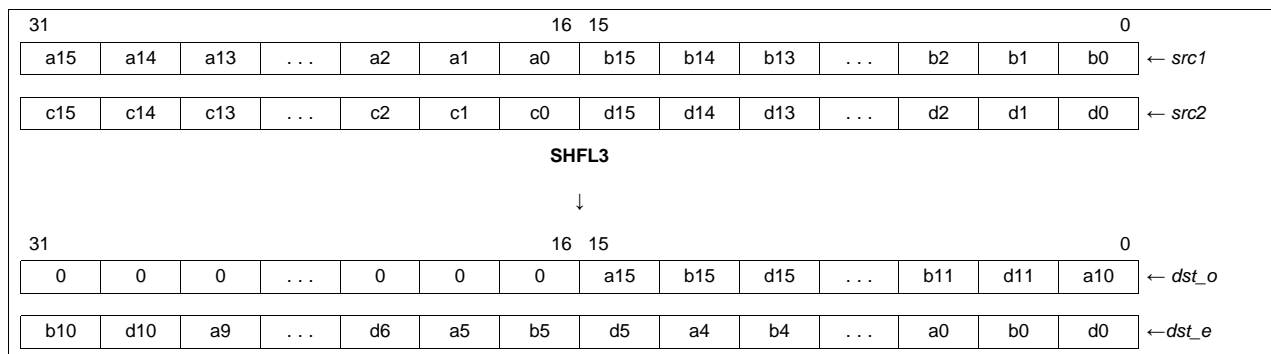 31 16 15 0
a15 a14 a13 . . . a2 a1 a0 b15 b14 b13 . . . b2 b1 b0 ← src1
c15 c14 c13 . . . c2 c1 c0 d15 d14 d13 . . . d2 d1 d0 ← src2
SHFL3
↓
31 16 15 0
0 0 0 . . . 0 0 0 a15 b15 d15 . . . b11 d11 a10 ← dst_o
b10 d10 a9 . . . d6 a5 b5 d5 a4 b4 . . . a0 b0 d0 ←dst_e